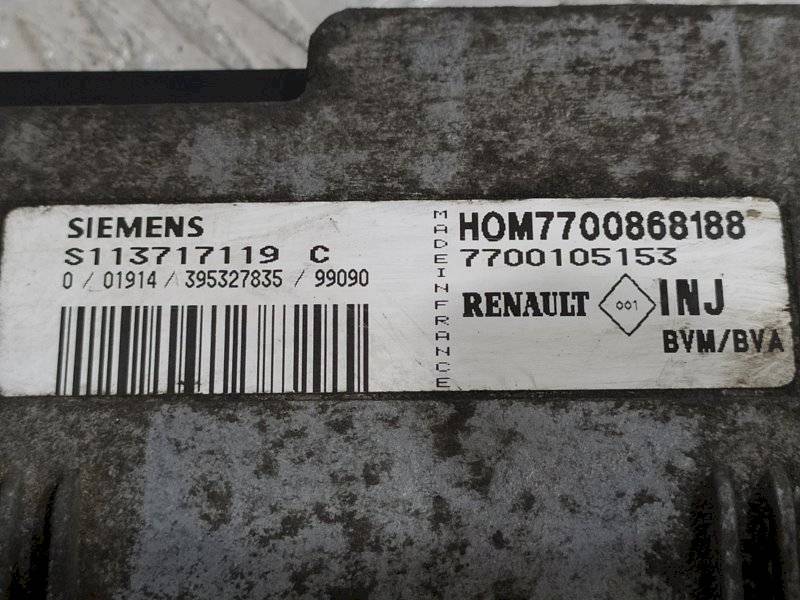 SIEMENS
S113717119 C
0 / 01914 / 395327835 / 99090
MADE IN FRANCE
HOM7700868188
7700105153
RENAULT 001 INJ
BVM/BVA